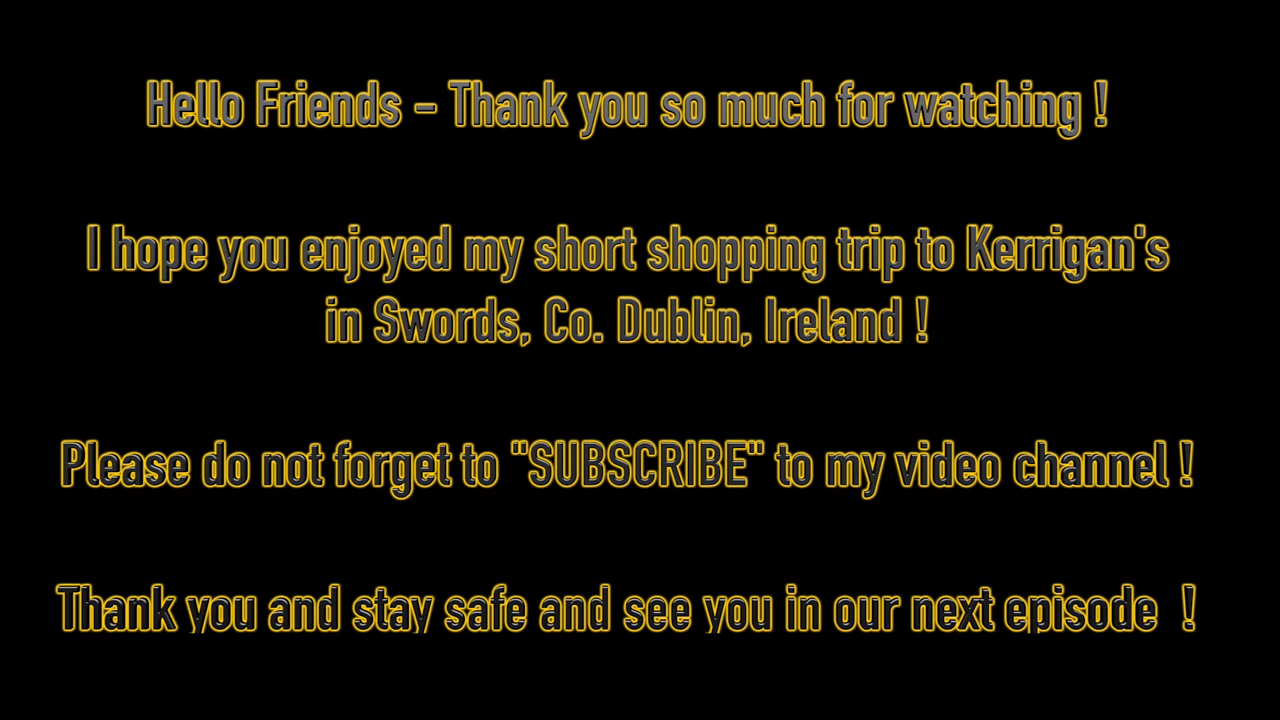 Hello Friends - Thank you so much for watching !
I hope you enjoyed my short shopping trip to Kerrigan's
in Swords, Co. Dublin, Ireland !
Please do not forget to "SUBSCRIBE" to my video channel !
Thank you and stay safe and see you in our next episode  !